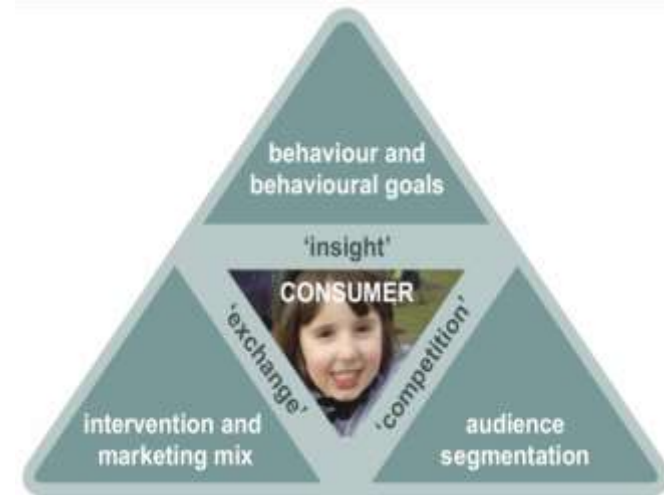 behaviour and
behavioural goals
‘insight’
CONSUMER
‘exchange’
‘competition’
intervention and
marketing mix
audience
segmentation